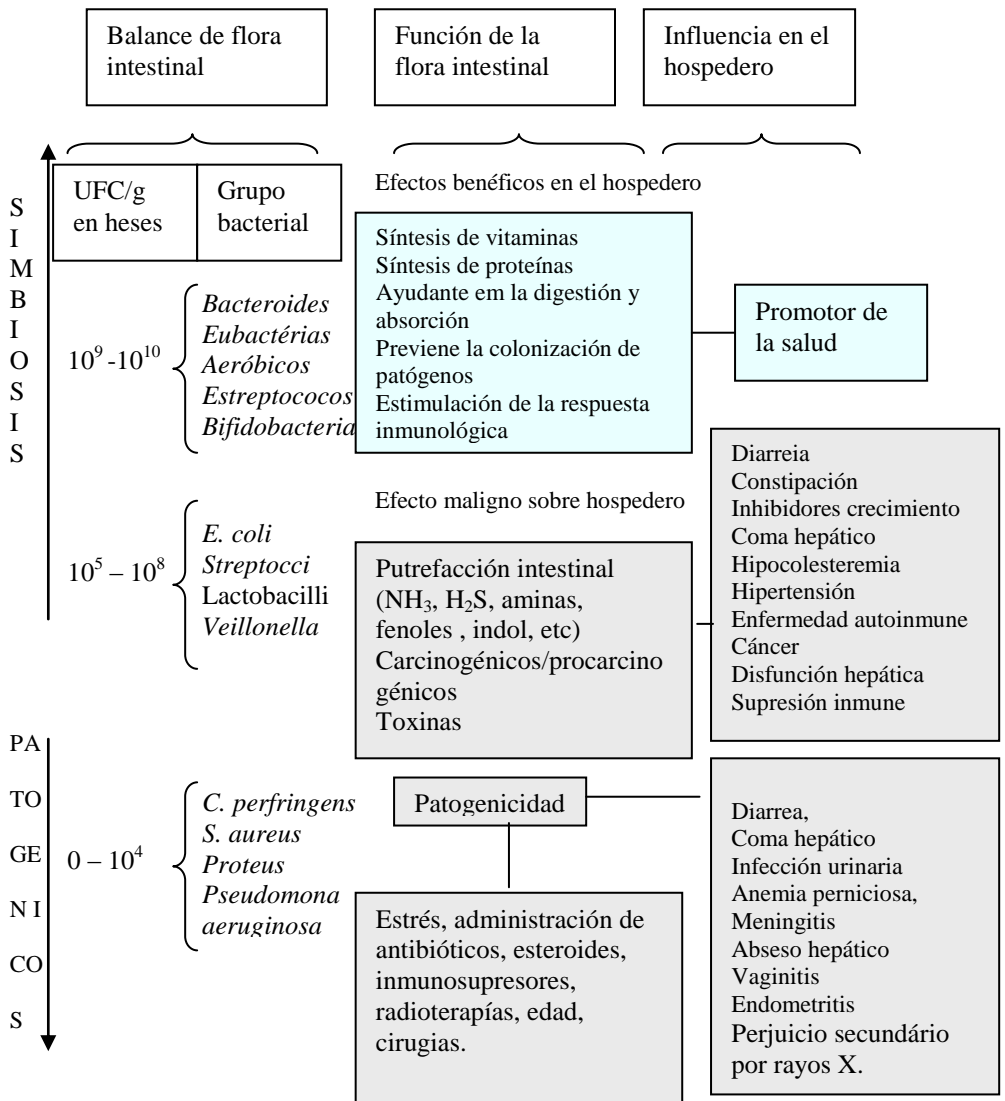 Balance de flora
intestinal
Función de la
flora intestinal
Influencia en el
hospedero
SIMBIOSIS
UFC/g
en heses
Grupo
bacterial
10⁹ -10¹⁰
Bacteroides
Eubactérias
Aeróbicos
Estreptococos
Bifidobacteria
Efectos benéficos en el hospedero
Síntesis de vitaminas
Síntesis de proteínas
Ayudante em la digestión y
absorción
Previene la colonización de
patógenos
Estimulación de la respuesta
inmunológica
Promotor de
la salud
10⁵ – 10⁸
E. coli
Streptocci
Lactobacilli
Veillonella
Efecto maligno sobre hospedero
Putrefacción intestinal
(NH₃, H₂S, aminas,
fenoles , indol, etc)
Carcinogénicos/procarcino
génicos
Toxinas
Diarreia
Constipación
Inhibidores crecimiento
Coma hepático
Hipocolesteremia
Hipertensión
Enfermedad autoinmune
Cáncer
Disfunción hepática
Supresión inmune
PA
TO
GE
N I
CO
S
0 – 10⁴
C. perfringens
S. aureus
Proteus
Pseudomona
aeruginosa
Patogenicidad
Estrés, administración de
antibióticos, esteroides,
inmunosupresores,
radioterapías, edad,
cirugias.
Diarrea,
Coma hepático
Infección urinaria
Anemia perniciosa,
Meningitis
Abseso hepático
Vaginitis
Endometritis
Perjuicio secundário
por rayos X.